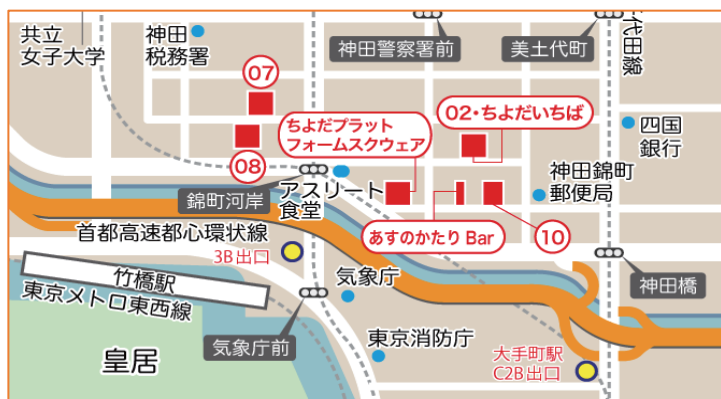 共立
女子大学
神田
税務署
神田警察署前
美土代町
代田線
07
08
ちよだプラット
フォームスクウェア
02・ちよだいちば
四国
銀行
錦町河岸
アスリート
食堂
神田錦町
郵便局
あすのかたり Bar
10
首都高速都心環状線
3B出口
竹橋駅
東京メトロ東西線
気象庁
神田橋
気象庁前
東京消防庁
大手町駅
C2B出口
皇居